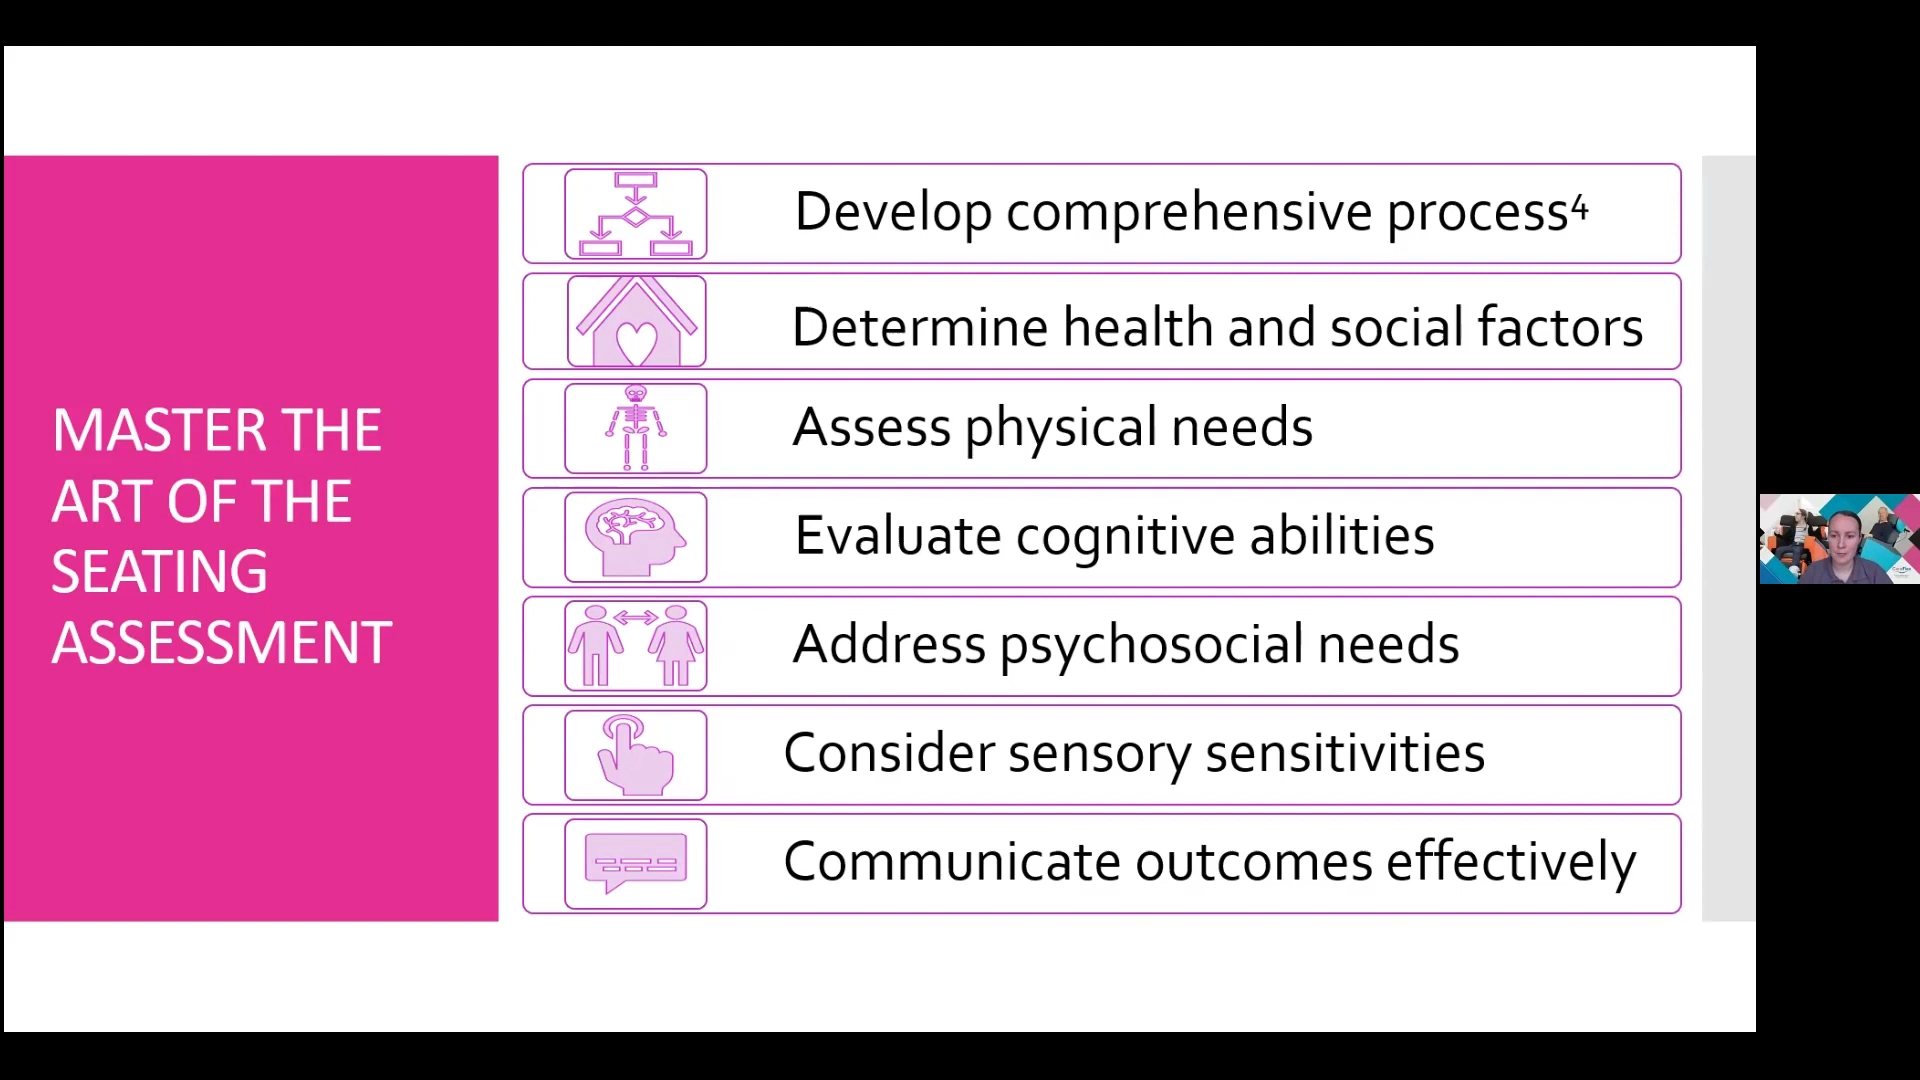 MASTER THE
ART OF THE
SEATING
ASSESSMENT
Develop comprehensive process⁴
Determine health and social factors
Assess physical needs
Evaluate cognitive abilities
Address psychosocial needs
Consider sensory sensitivities
Communicate outcomes effectively